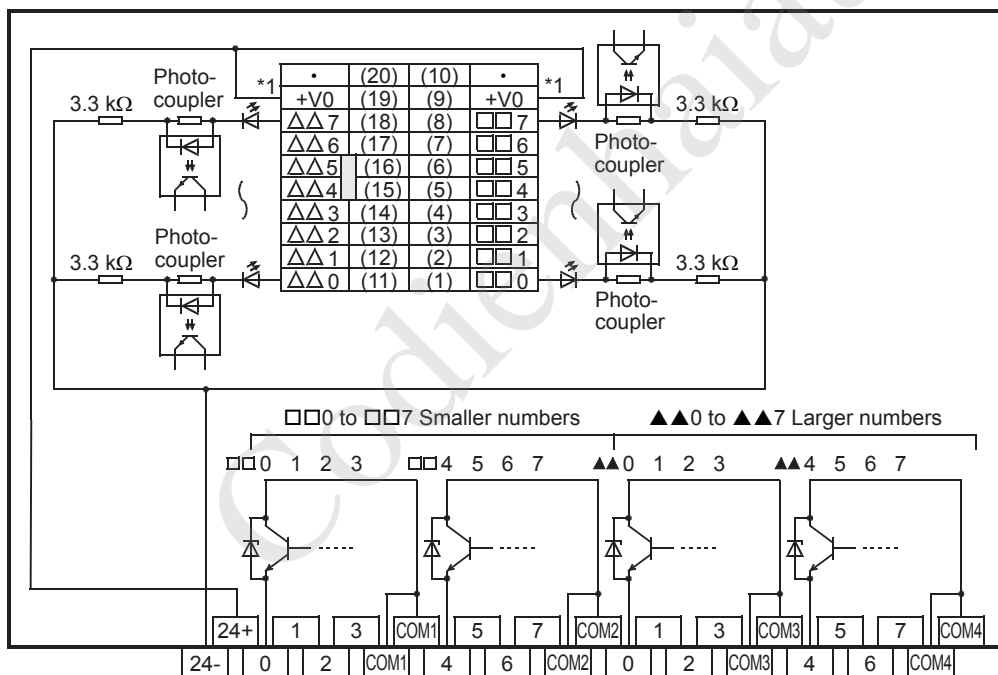 *1 • (20) (10) • *1
+V0 (19) (9) +V0
△△7 (18) (8) □□7
△△6 (17) (7) □□6
△△5 (16) (6) □□5
△△4 (15) (5) □□4
△△3 (14) (4) □□3
△△2 (13) (3) □□2
△△1 (12) (2) □□1
△△0 (11) (1) □□0
3.3 kΩ
Photo-
coupler
3.3 kΩ
Photo-
coupler
Photo-
coupler
3.3 kΩ
Photo-
coupler
3.3 kΩ
□□0 to □□7 Smaller numbers ▲▲0 to ▲▲7 Larger numbers
□□0 1 2 3 □□4 5 6 7 ▲▲0 1 2 3 ▲▲4 5 6 7
24+ 1 3 COM1 5 7 COM2 1 3 COM3 5 7 COM4
24- 0 2 COM1 4 6 COM2 0 2 COM3 4 6 COM4